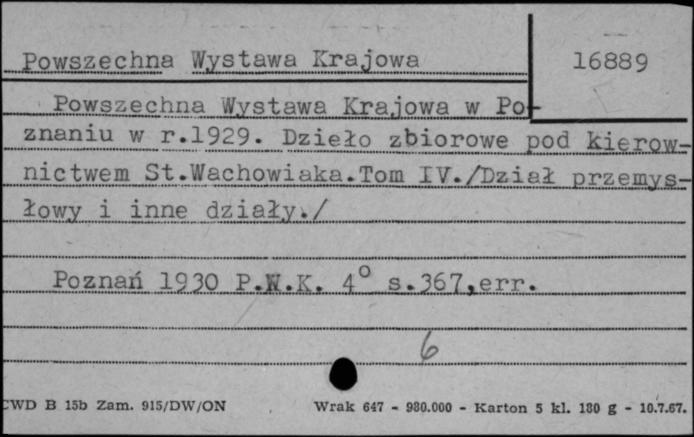 Powszechna Wystawa Krajowa
16889
Powszechna Wystawa Krajowa w Po-
znaniu w r.1929. Dzieło zbiorowe pod kierow-
nictwem St.Wachowiaka.Tom IV./Dział przemys-
łowy i inne działy./
Poznań 1930 P.W.K. 4° s.367,err.
6
CWD B 15b Zam. 915/DW/ON Wrak 647 - 980.000 - Karton 5 kl. 180 g - 10.7.67.